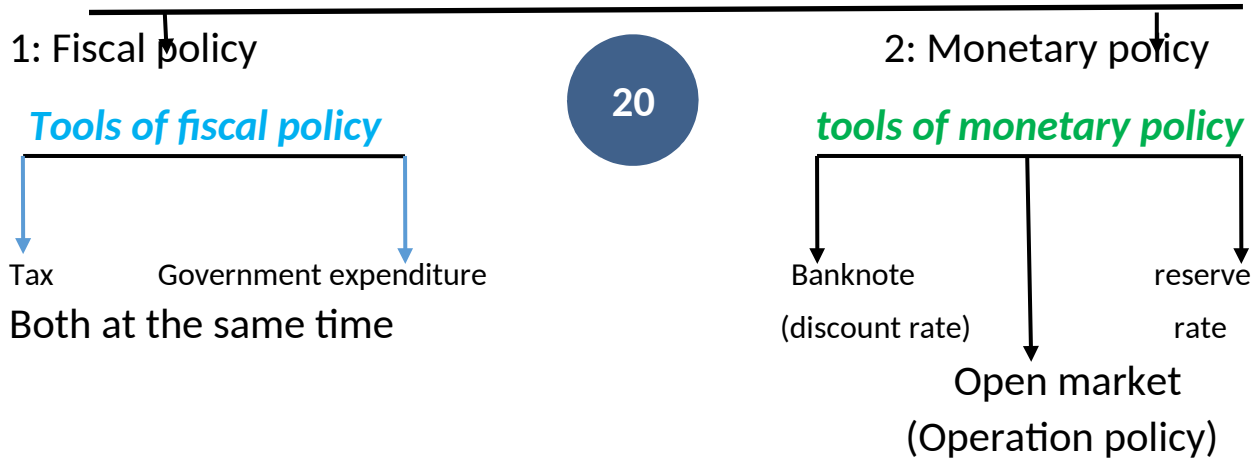 1: Fiscal policy
2: Monetary policy
20
Tools of fiscal policy
tools of monetary policy
Tax
Government expenditure
Banknote
reserve
Both at the same time
(discount rate)
rate
Open market
(Operation policy)